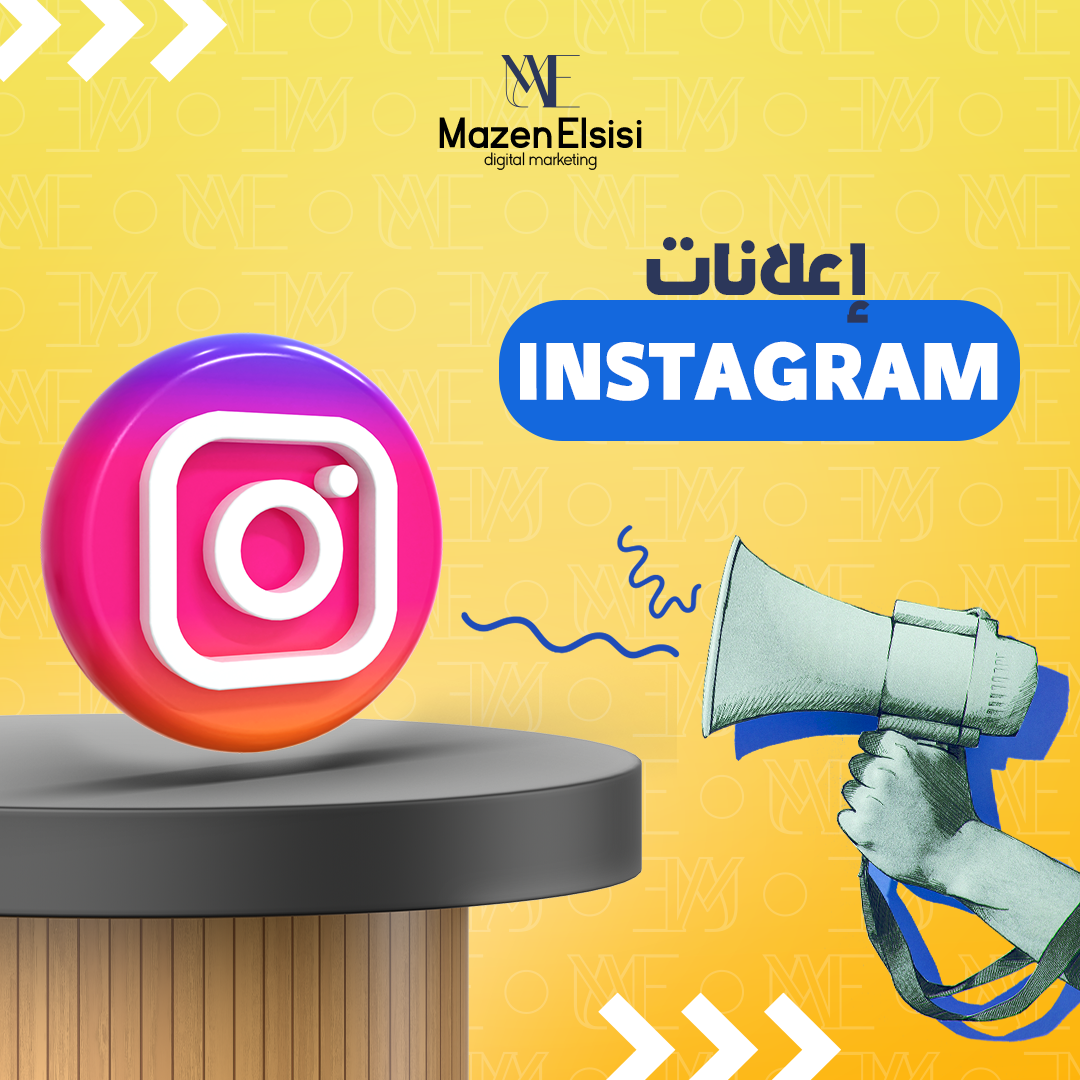 Mazen Elsisi
digital marketing
إعلانات
INSTAGRAM